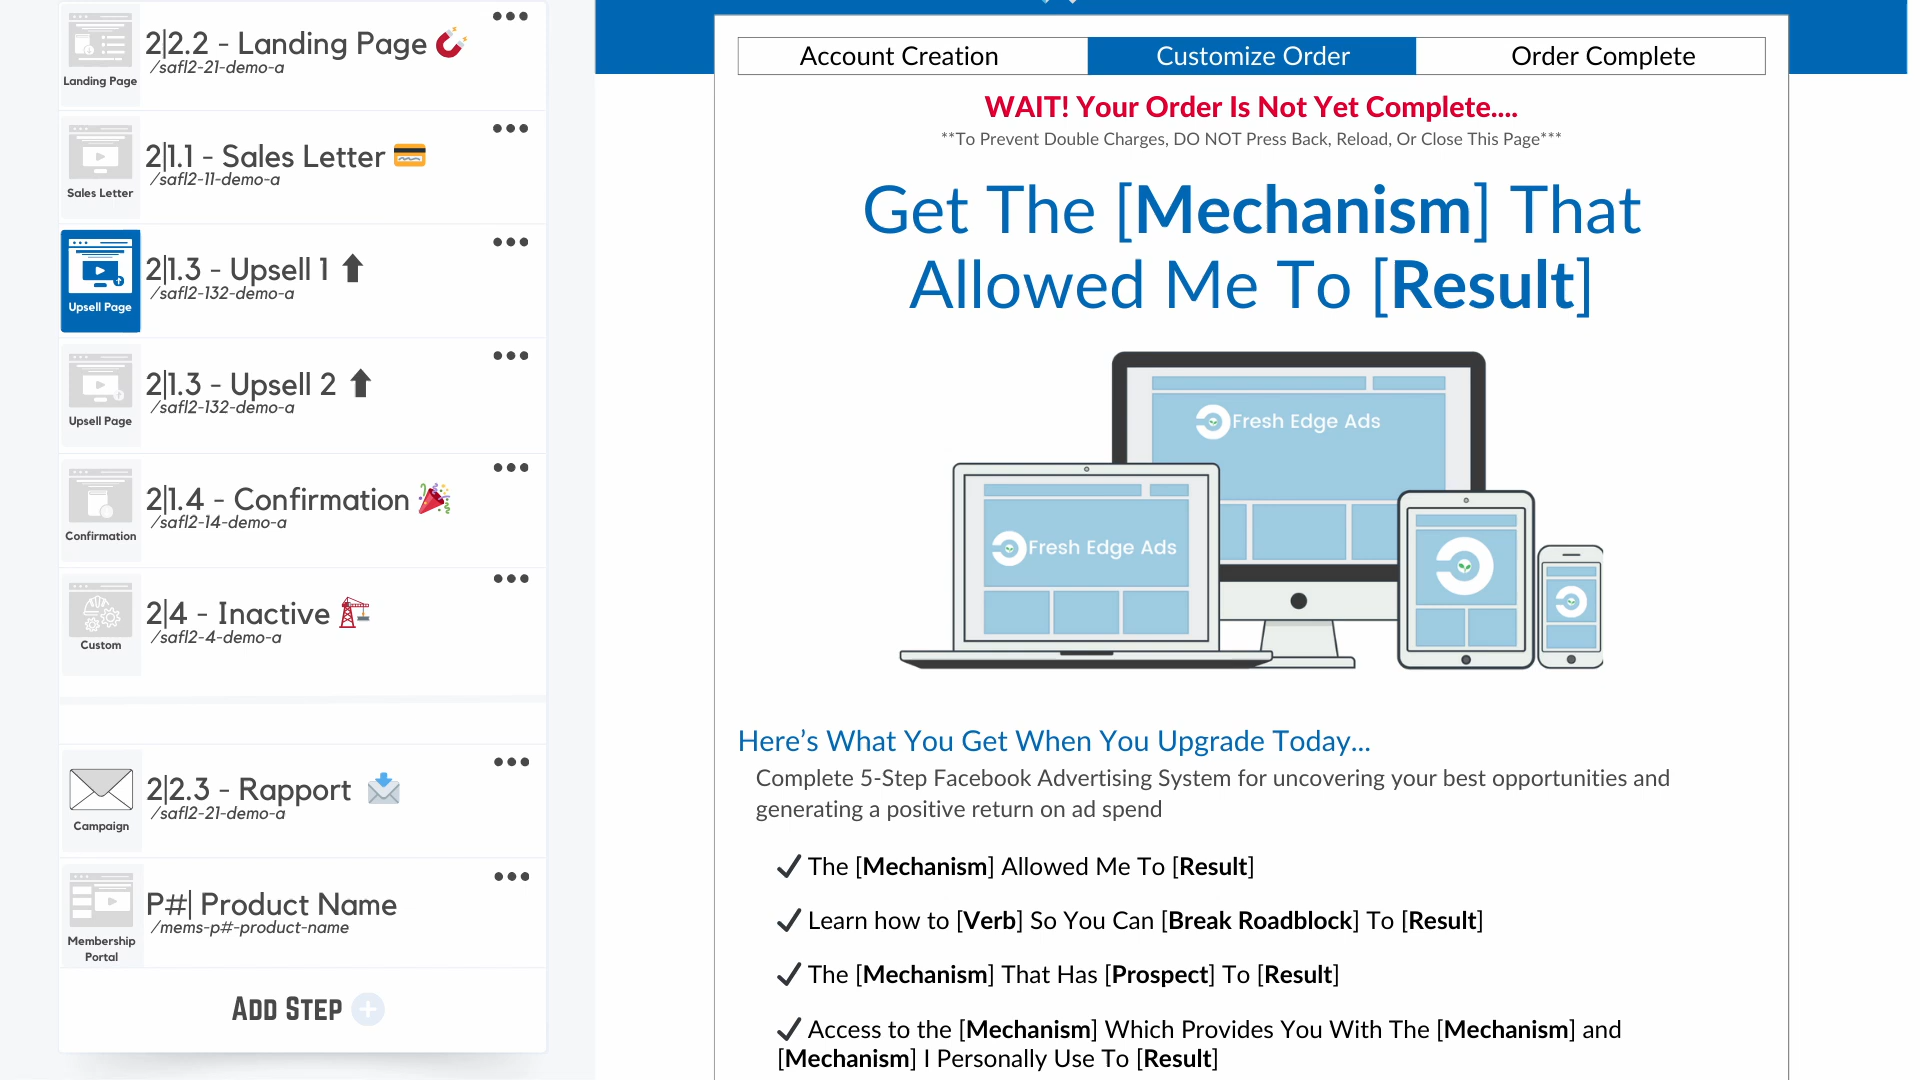 2|2.2 - Landing Page
/safl2-21-demo-a
Landing Page
2|1.1 - Sales Letter
/safl2-11-demo-a
Sales Letter
2|1.3 - Upsell 1
/safl2-132-demo-a
Upsell Page
2|1.3 - Upsell 2
/safl2-132-demo-a
Upsell Page
2|1.4 - Confirmation
/safl2-14-demo-a
Confirmation
2|4 - Inactive
/safl2-4-demo-a
Custom
2|2.3 - Rapport
/safl2-21-demo-a
Campaign
P#| Product Name
/mems-p#-product-name
Membership
Portal
ADD STEP
Account Creation
Customize Order
Order Complete
WAIT! Your Order Is Not Yet Complete....
**To Prevent Double Charges, DO NOT Press Back, Reload, Or Close This Page***
Get The [Mechanism] That
Allowed Me To [Result]
Fresh Edge Ads
Fresh Edge Ads
Here’s What You Get When You Upgrade Today...
Complete 5-Step Facebook Advertising System for uncovering your best opportunities and
generating a positive return on ad spend
✓ The [Mechanism] Allowed Me To [Result]
✓ Learn how to [Verb] So You Can [Break Roadblock] To [Result]
✓ The [Mechanism] That Has [Prospect] To [Result]
✓ Access to the [Mechanism] Which Provides You With The [Mechanism] and
[Mechanism] I Personally Use To [Result]